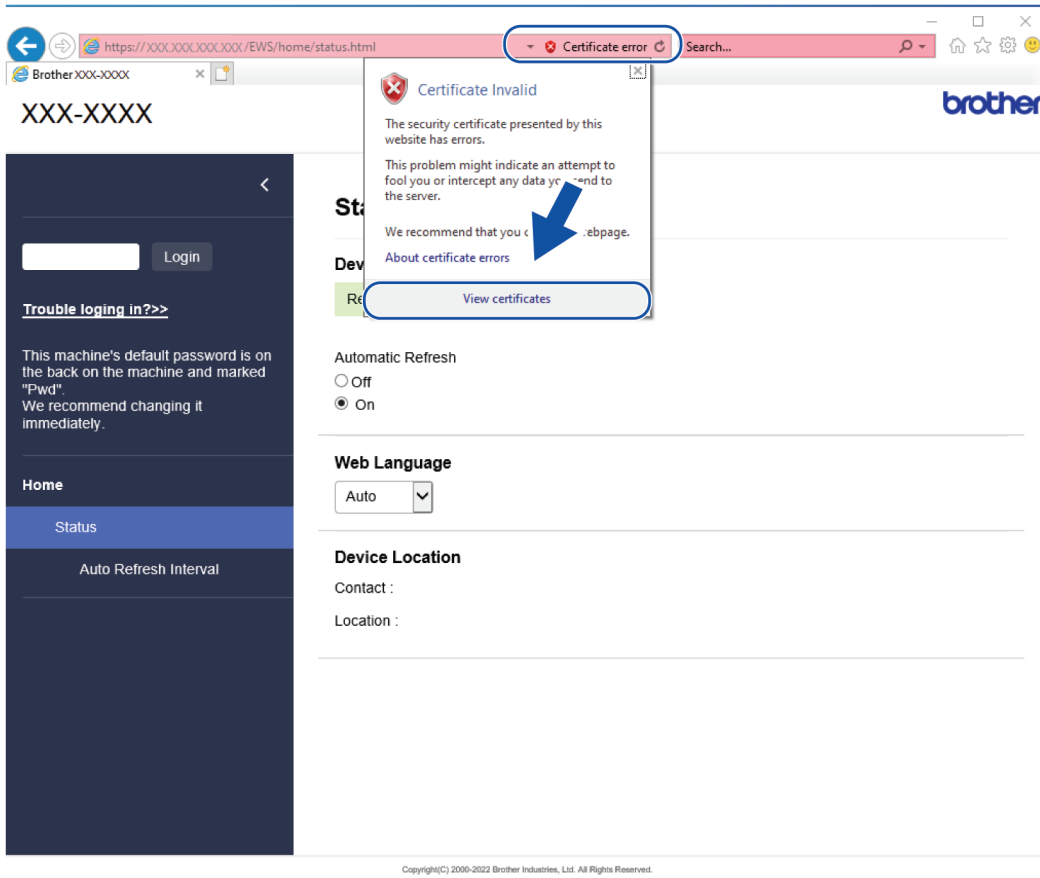 https://XXX.XXX.XXX.XXX/EWS/home/status.html
Certificate error
Search...
Brother XXX-XXXX
XXX-XXXX
brother
Certificate Invalid
The security certificate presented by this
website has errors.
This problem might indicate an attempt to
fool you or intercept any data you send to
the server.
We recommend that you
About certificate errors
View certificates
Login
Trouble loging in?>>
This machine's default password is on
the back on the machine and marked
"Pwd".
We recommend changing it
immediately.
Home
Status
Auto Refresh Interval
Automatic Refresh
Off
On
Web Language
Auto
Device Location
Contact :
Location :
Copyright(C) 2000-2022 Brother Industries, Ltd. All Rights Reserved.